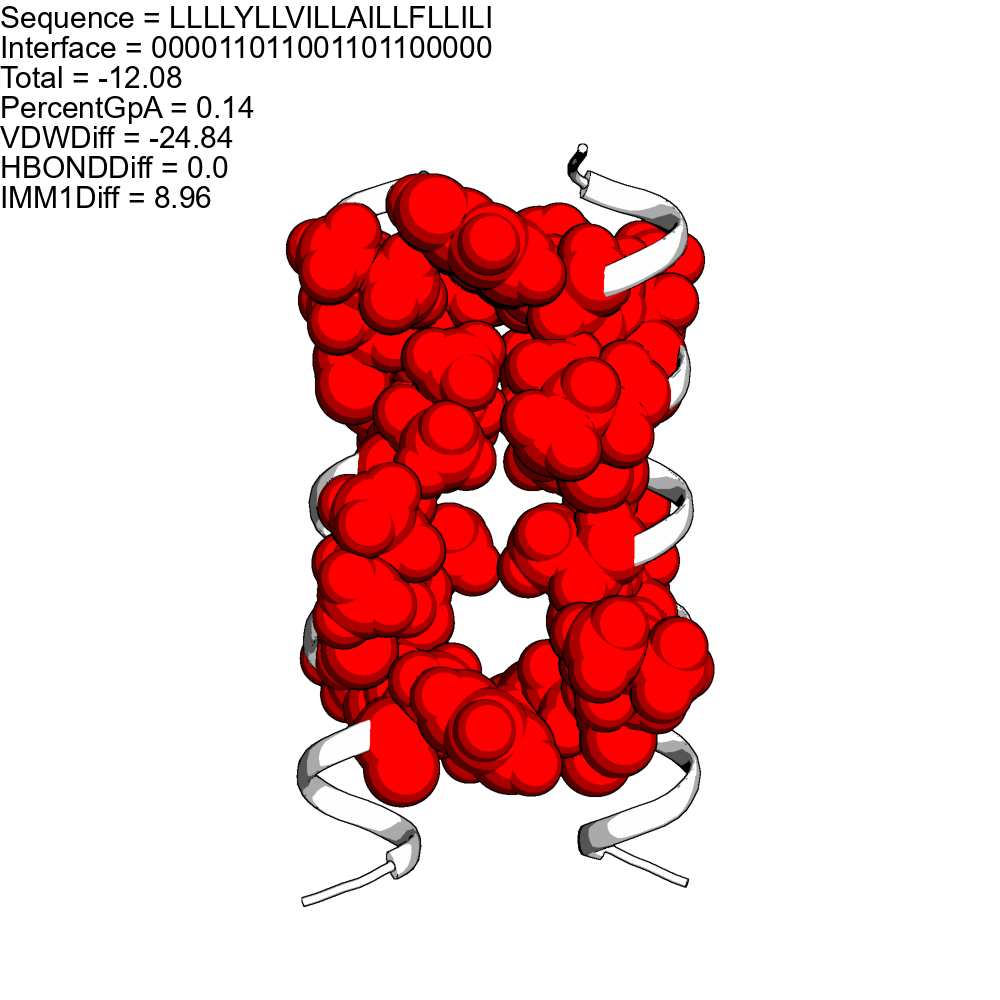 Sequence = LLLLYLLVILLAILLFLLILI
Interface = 000011011001101100000
Total = -12.08
PercentGpA = 0.14
VDWDiff = -24.84
HBONDDiff = 0.0
IMM1Diff = 8.96